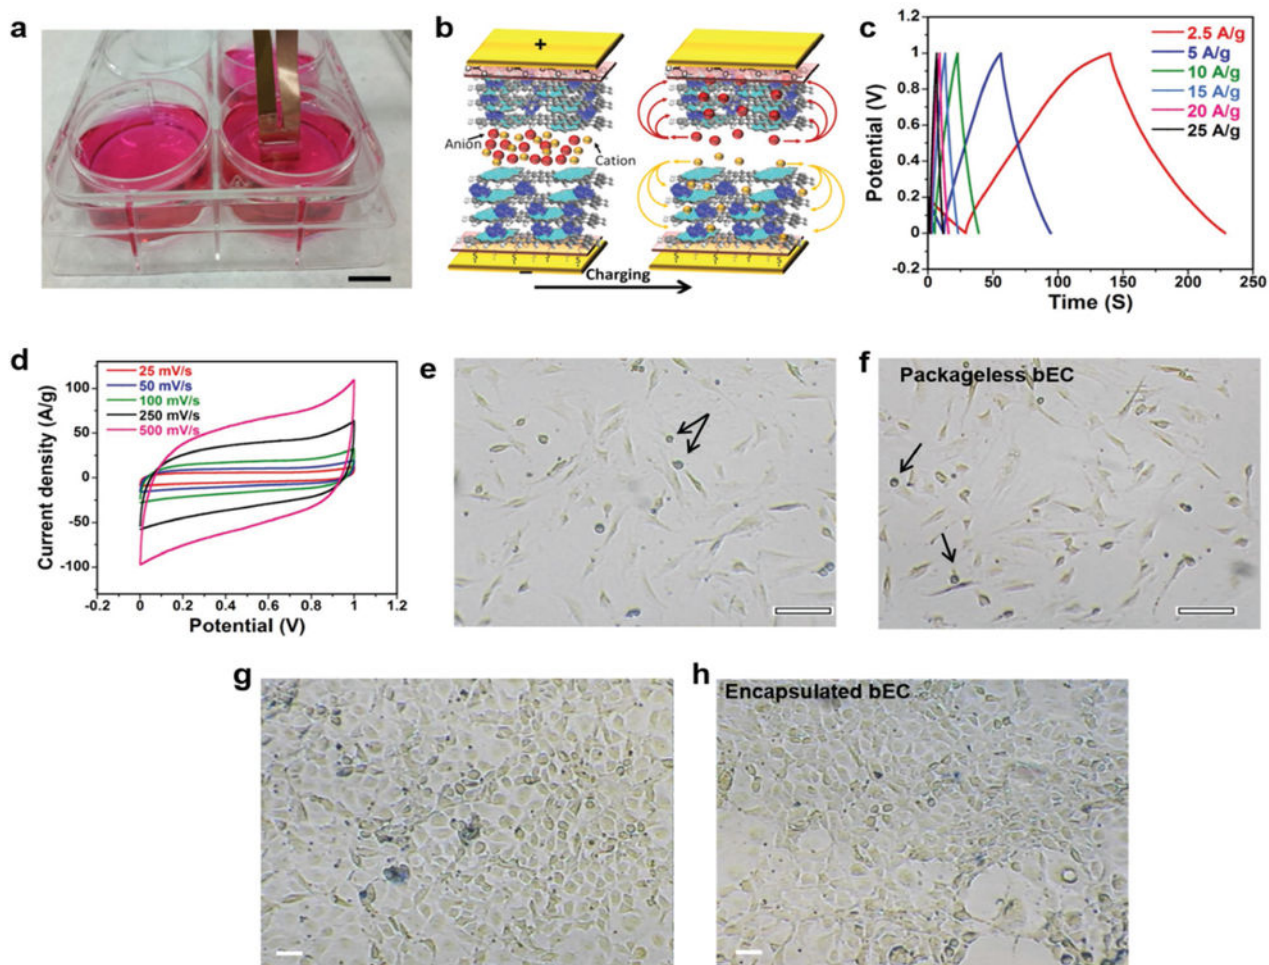 a
b
+
Anion
Cation
−
Charging
c
Potential (V)
1.2
1
0.8
0.6
0.4
0.2
0
-0.2
2.5 A/g
5 A/g
10 A/g
15 A/g
20 A/g
25 A/g
0 50 100 150 200 250
Time (S)
d
Current density (A/g)
100
50
0
-50
-100
25 mV/s
50 mV/s
100 mV/s
250 mV/s
500 mV/s
-0.2 0 0.2 0.4 0.6 0.8 1 1.2
Potential (V)
e
f
Packageless bEC
g
h
Encapsulated bEC